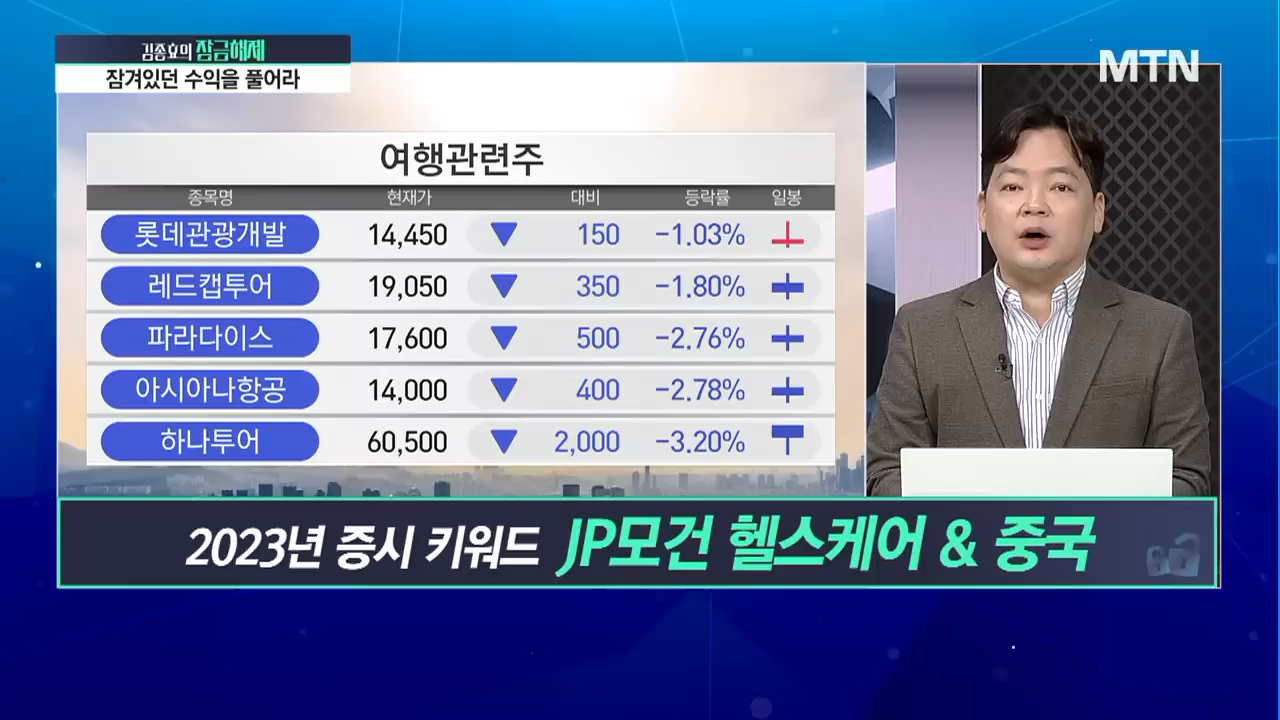 김종효의 잠금해제
잠겨있던 수익을 풀어라
MTN
여행관련주
종목명 현재가 대비 등락률 일봉
롯데관광개발 14,450 ▼ 150 -1.03%
레드캡투어 19,050 ▼ 350 -1.80%
파라다이스 17,600 ▼ 500 -2.76%
아시아나항공 14,000 ▼ 400 -2.78%
하나투어 60,500 ▼ 2,000 -3.20%
2023년 증시 키워드 JP모건 헬스케어 & 중국